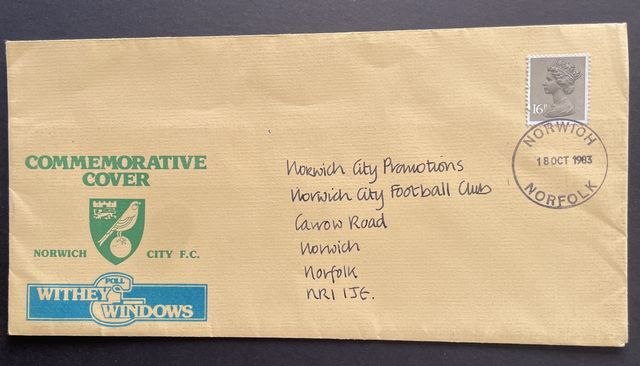 COMMEMORATIVE
COVER
NORWICH CITY F.C.
POLL
WITHEY
WINDOWS
Norwich City Promotions
Norwich City Football Club
Carrow Road
Norwich
Norfolk
NR1 1JE.
16P
NORWICH
18 OCT 1983
NORFOLK